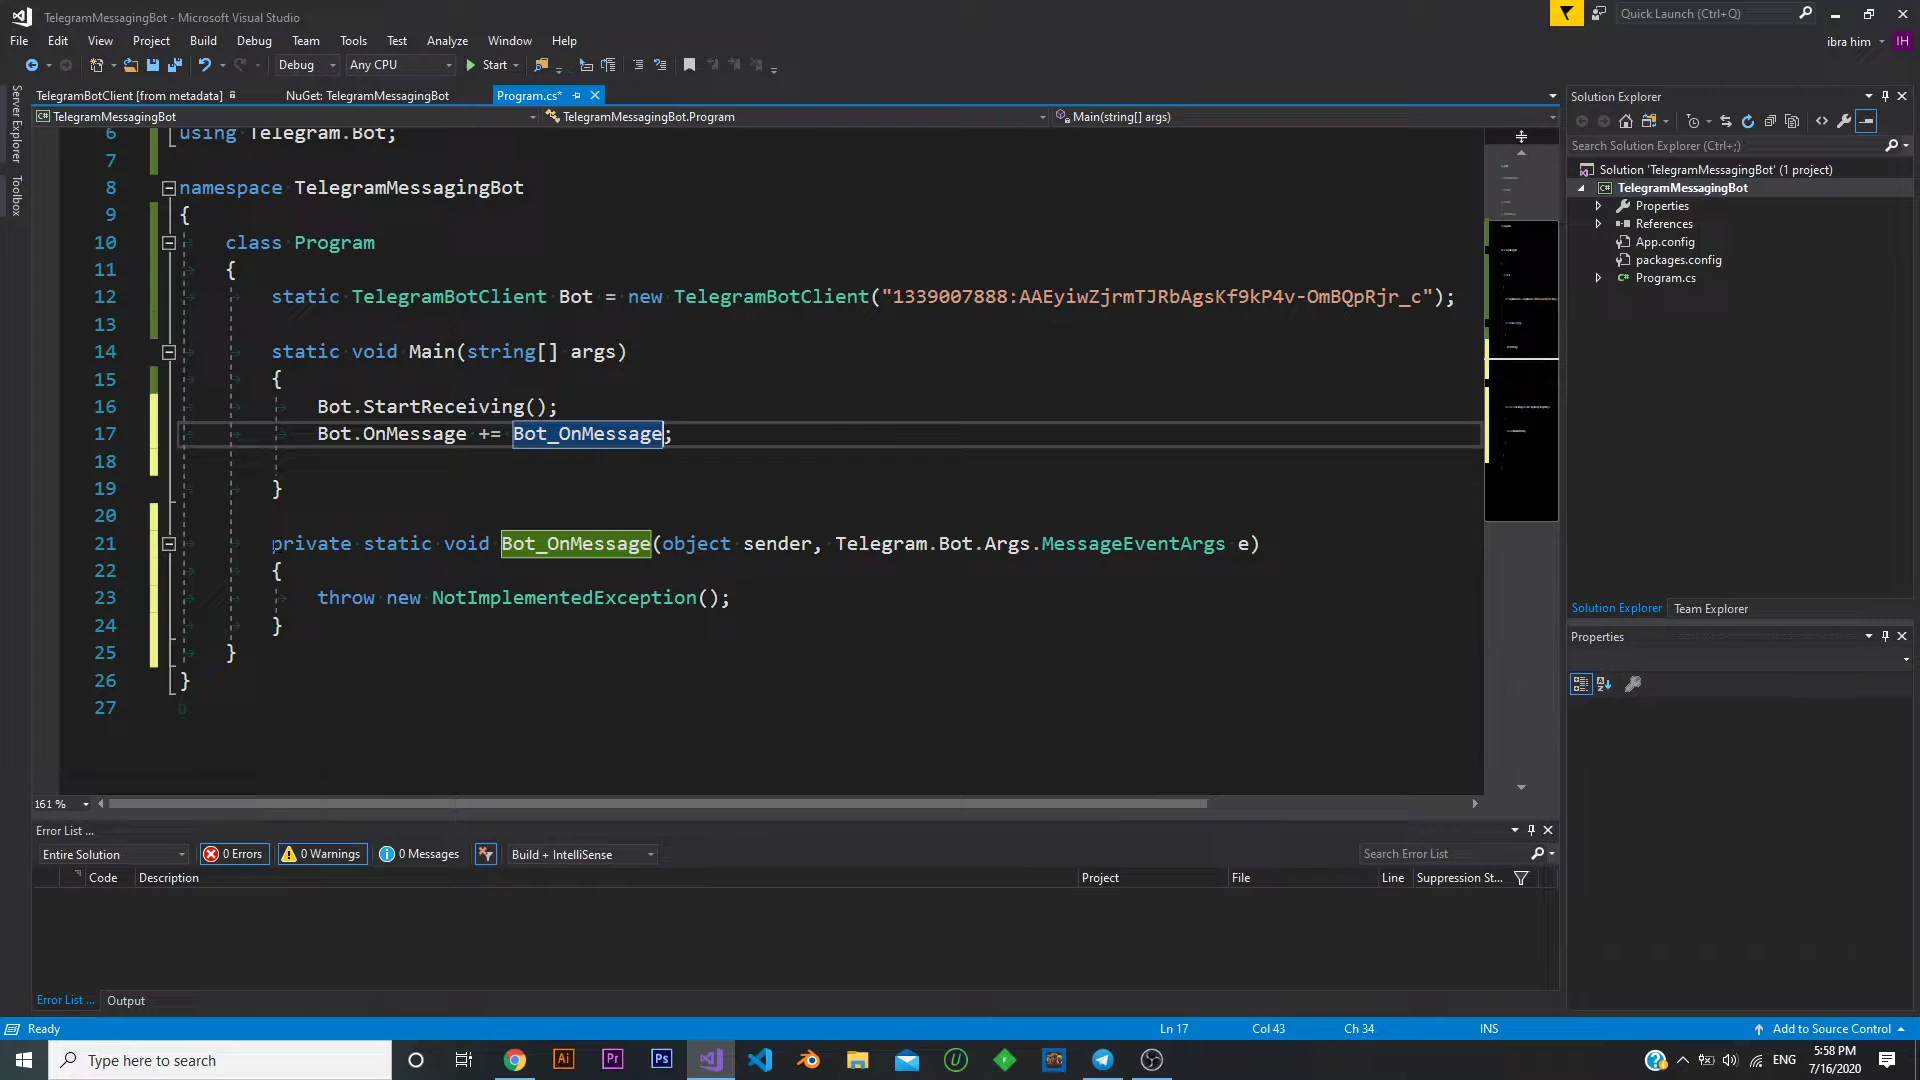 TelegramMessagingBot - Microsoft Visual Studio
Quick Launch (Ctrl+Q)
File Edit View Project Build Debug Team Tools Test Analyze Window Help
ibra him IH
Debug Any CPU Start
TelegramBotClient [from metadata] NuGet: TelegramMessagingBot Program.cs*
TelegramMessagingBot TelegramMessagingBot.Program Main(string[] args)
Server Explorer
Toolbox
6 using Telegram.Bot;
7
8 namespace TelegramMessagingBot
9 {
10 class Program
11 {
12 static TelegramBotClient Bot = new TelegramBotClient("1339007888:AAEyiwZjrmTJRbAgsKf9kP4v-OmBQpRjr_c");
13
14 static void Main(string[] args)
15 {
16 Bot.StartReceiving();
17 Bot.OnMessage += Bot_OnMessage;
18
19 }
20
21 private static void Bot_OnMessage(object sender, Telegram.Bot.Args.MessageEventArgs e)
22 {
23 throw new NotImplementedException();
24 }
25 }
26 }
27
161 %
Solution Explorer
Search Solution Explorer (Ctrl+;)
Solution 'TelegramMessagingBot' (1 project)
TelegramMessagingBot
Properties
References
App.config
packages.config
Program.cs
Solution Explorer Team Explorer
Properties
Error List ...
Entire Solution 0 Errors 0 Warnings 0 Messages Build + IntelliSense Search Error List
Code Description Project File Line Suppression St...
Error List ... Output
Ready Ln 17 Col 43 Ch 34 INS Add to Source Control
Type here to search
Ai Pr Ps
ENG
5:58 PM
7/16/2020